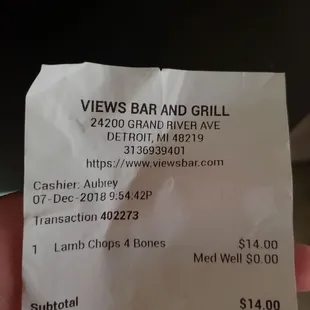 VIEWS BAR AND GRILL
24200 GRAND RIVER AVE
DETROIT, MI 48219
3136939401
https://www.viewsbar.com
Cashier: Aubrey
07-Dec-2018 9:54:42P
Transaction 402273
1 Lamb Chops 4 Bones $14.00
Med Well $0.00
Subtotal $14.00